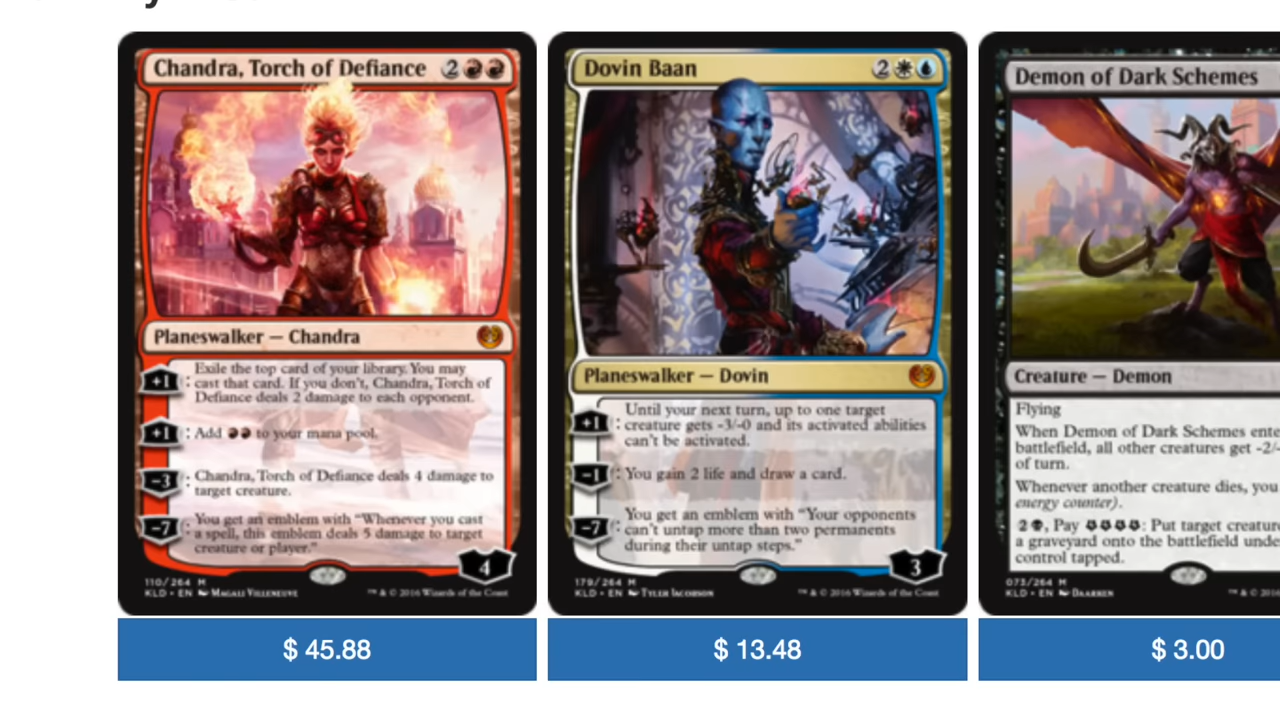 Chandra, Torch of Defiance 2
Planeswalker — Chandra
+1 : Exile the top card of your library. You may
cast that card. If you don't, Chandra, Torch of
Defiance deals 2 damage to each opponent.
+1 : Add to your mana pool.
−3 : Chandra, Torch of Defiance deals 4 damage to
target creature.
−7 : You get an emblem with "Whenever you cast
a spell, this emblem deals 5 damage to target
creature or player."
4
110/264 M
KLD • EN Magali Villeneuve ™ & © 2016 Wizards of the Coast
$ 45.88
Dovin Baan 2
Planeswalker — Dovin
+1 : Until your next turn, up to one target
creature gets -3/-0 and its activated abilities
can't be activated.
−1 : You gain 2 life and draw a card.
−7 : You get an emblem with "Your opponents
can't untap more than two permanents
during their untap steps."
3
179/264 M
KLD • EN Tyler Jacobson ™ & © 2016 Wizards of the Coast
$ 13.48
Demon of Dark Schemes
Creature — Demon
Flying
When Demon of Dark Schemes ente
battlefield, all other creatures get -2/-
of turn.
Whenever another creature dies, you
energy counter).
2 , Pay : Put target creatur
a graveyard onto the battlefield unde
control tapped.
073/264 M
KLD • EN Daarken ™ & © 201
$ 3.00